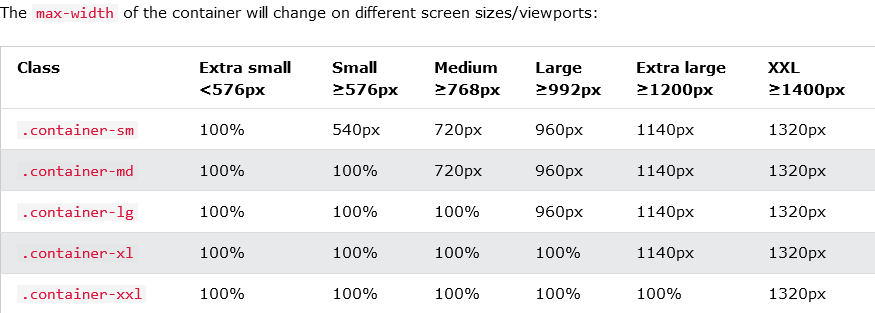 The max-width of the container will change on different screen sizes/viewports:
Class Extra small Small Medium Large Extra large XXL
<576px ≥576px ≥768px ≥992px ≥1200px ≥1400px
.container-sm 100% 540px 720px 960px 1140px 1320px
.container-md 100% 100% 720px 960px 1140px 1320px
.container-lg 100% 100% 100% 960px 1140px 1320px
.container-xl 100% 100% 100% 100% 1140px 1320px
.container-xxl 100% 100% 100% 100% 100% 1320px